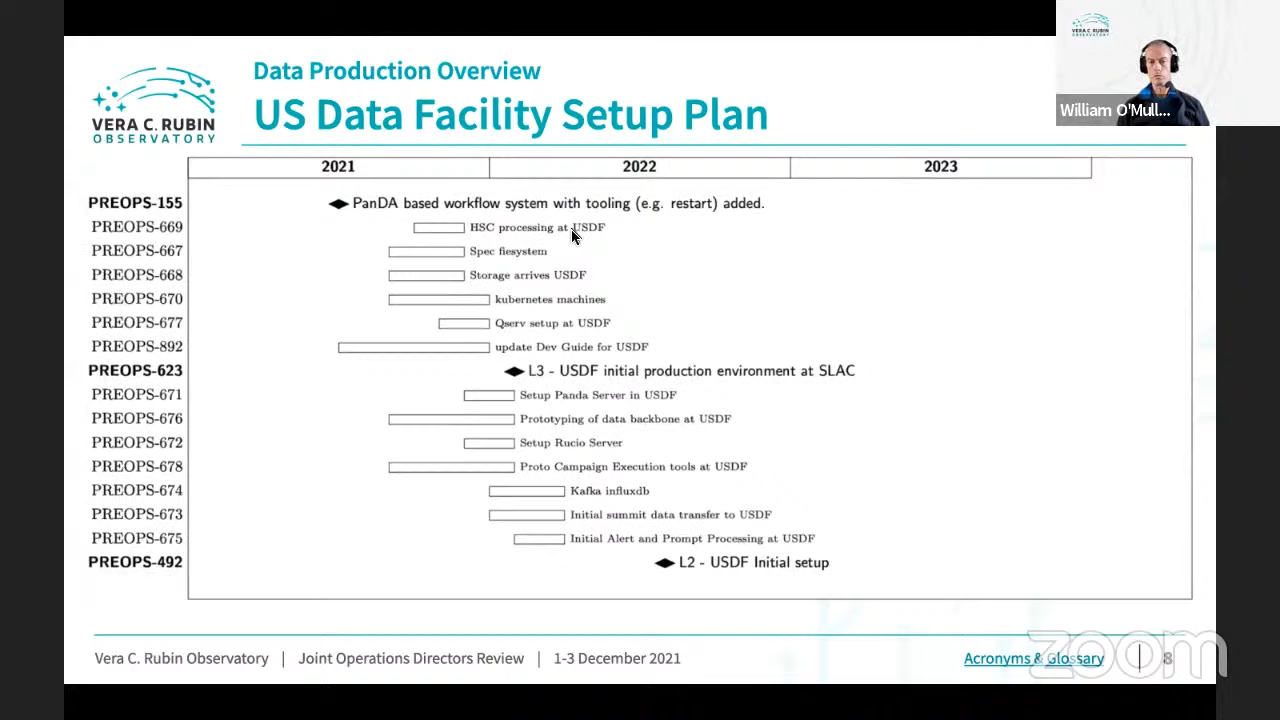 VERA C. RUBIN
OBSERVATORY
William O'Mull...
Data Production Overview
US Data Facility Setup Plan
VERA C. RUBIN
OBSERVATORY
2021 2022 2023
PREOPS-155 PanDA based workflow system with tooling (e.g. restart) added.
PREOPS-669 HSC processing at USDF
PREOPS-667 Spec fiesystem
PREOPS-668 Storage arrives USDF
PREOPS-670 kubernetes machines
PREOPS-677 Qserv setup at USDF
PREOPS-892 update Dev Guide for USDF
PREOPS-623 L3 - USDF initial production environment at SLAC
PREOPS-671 Setup Panda Server in USDF
PREOPS-676 Prototyping of data backbone at USDF
PREOPS-672 Setup Rucio Server
PREOPS-678 Proto Campaign Execution tools at USDF
PREOPS-674 Kafka influxdb
PREOPS-673 Initial summit data transfer to USDF
PREOPS-675 Initial Alert and Prompt Processing at USDF
PREOPS-492 L2 - USDF Initial setup
Vera C. Rubin Observatory | Joint Operations Directors Review | 1-3 December 2021 Acronyms & Glossary | 8
zoom